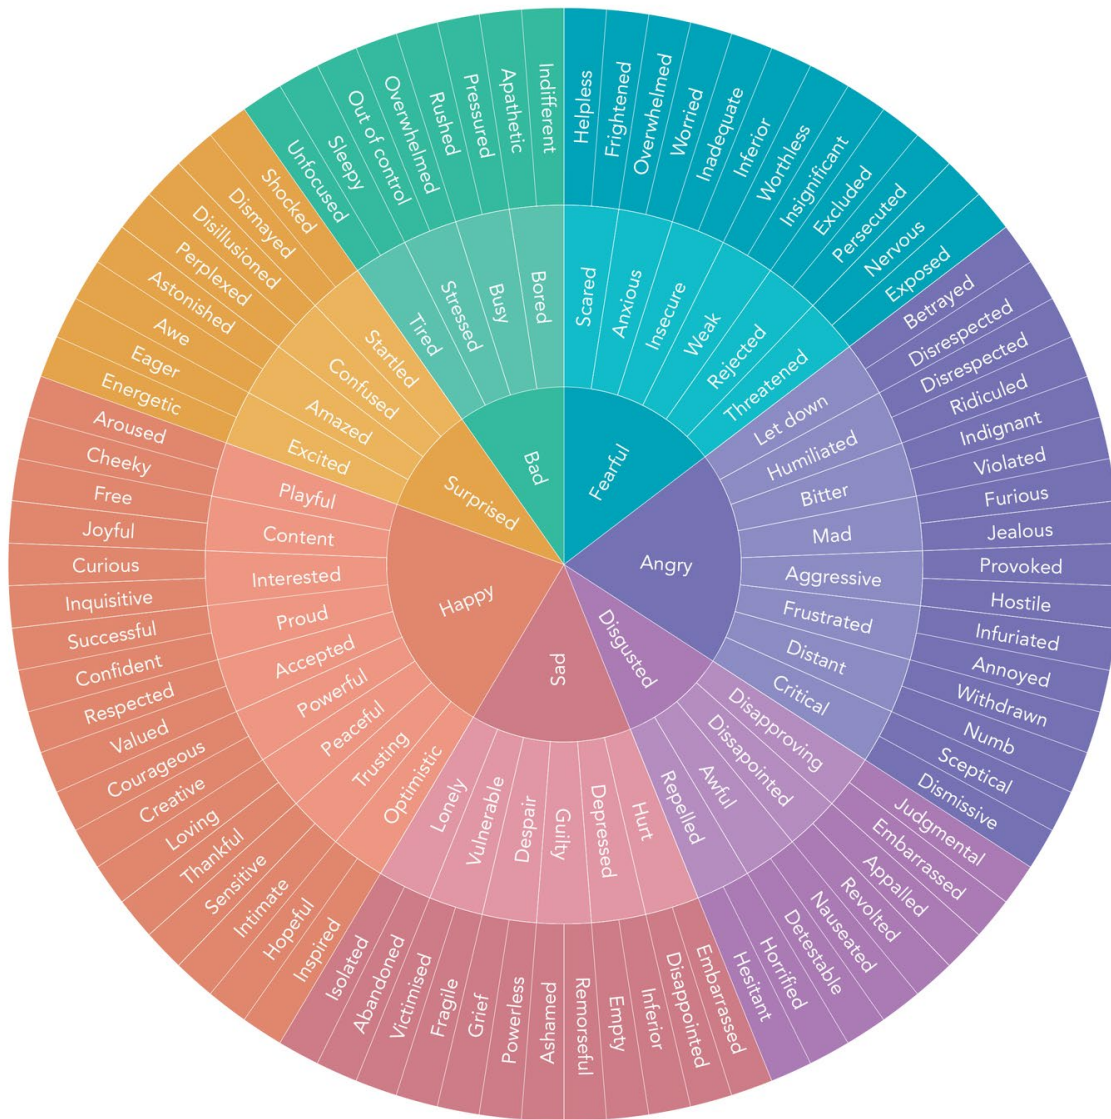 Fearful
Angry
Disgusted
Sad
Happy
Surprised
Bad
Scared
Anxious
Insecure
Weak
Rejected
Threatened
Let down
Humiliated
Bitter
Mad
Aggressive
Frustrated
Distant
Critical
Disapproving
Dissapointed
Awful
Repelled
Hurt
Depressed
Guilty
Despair
Vulnerable
Lonely
Optimistic
Trusting
Peaceful
Powerful
Accepted
Proud
Interested
Content
Playful
Excited
Amazed
Confused
Startled
Tired
Stressed
Busy
Bored
Helpless
Frightened
Overwhelmed
Worried
Inadequate
Inferior
Worthless
Insignificant
Excluded
Persecuted
Nervous
Exposed
Betrayed
Disrespected
Disrespected
Ridiculed
Indignant
Violated
Furious
Jealous
Provoked
Hostile
Infuriated
Annoyed
Withdrawn
Numb
Sceptical
Dismissive
Judgmental
Embarrassed
Appalled
Revolted
Nauseated
Detestable
Horrified
Hesitant
Embarrassed
Disappointed
Inferior
Empty
Remorseful
Ashamed
Powerless
Grief
Fragile
Victimised
Abandoned
Isolated
Inspired
Hopeful
Intimate
Sensitive
Thankful
Loving
Creative
Courageous
Valued
Respected
Confident
Successful
Inquisitive
Curious
Joyful
Free
Cheeky
Aroused
Energetic
Eager
Awe
Astonished
Perplexed
Disillusioned
Dismayed
Shocked
Unfocused
Sleepy
Out of control
Overwhelmed
Rushed
Pressured
Apathetic
Indifferent